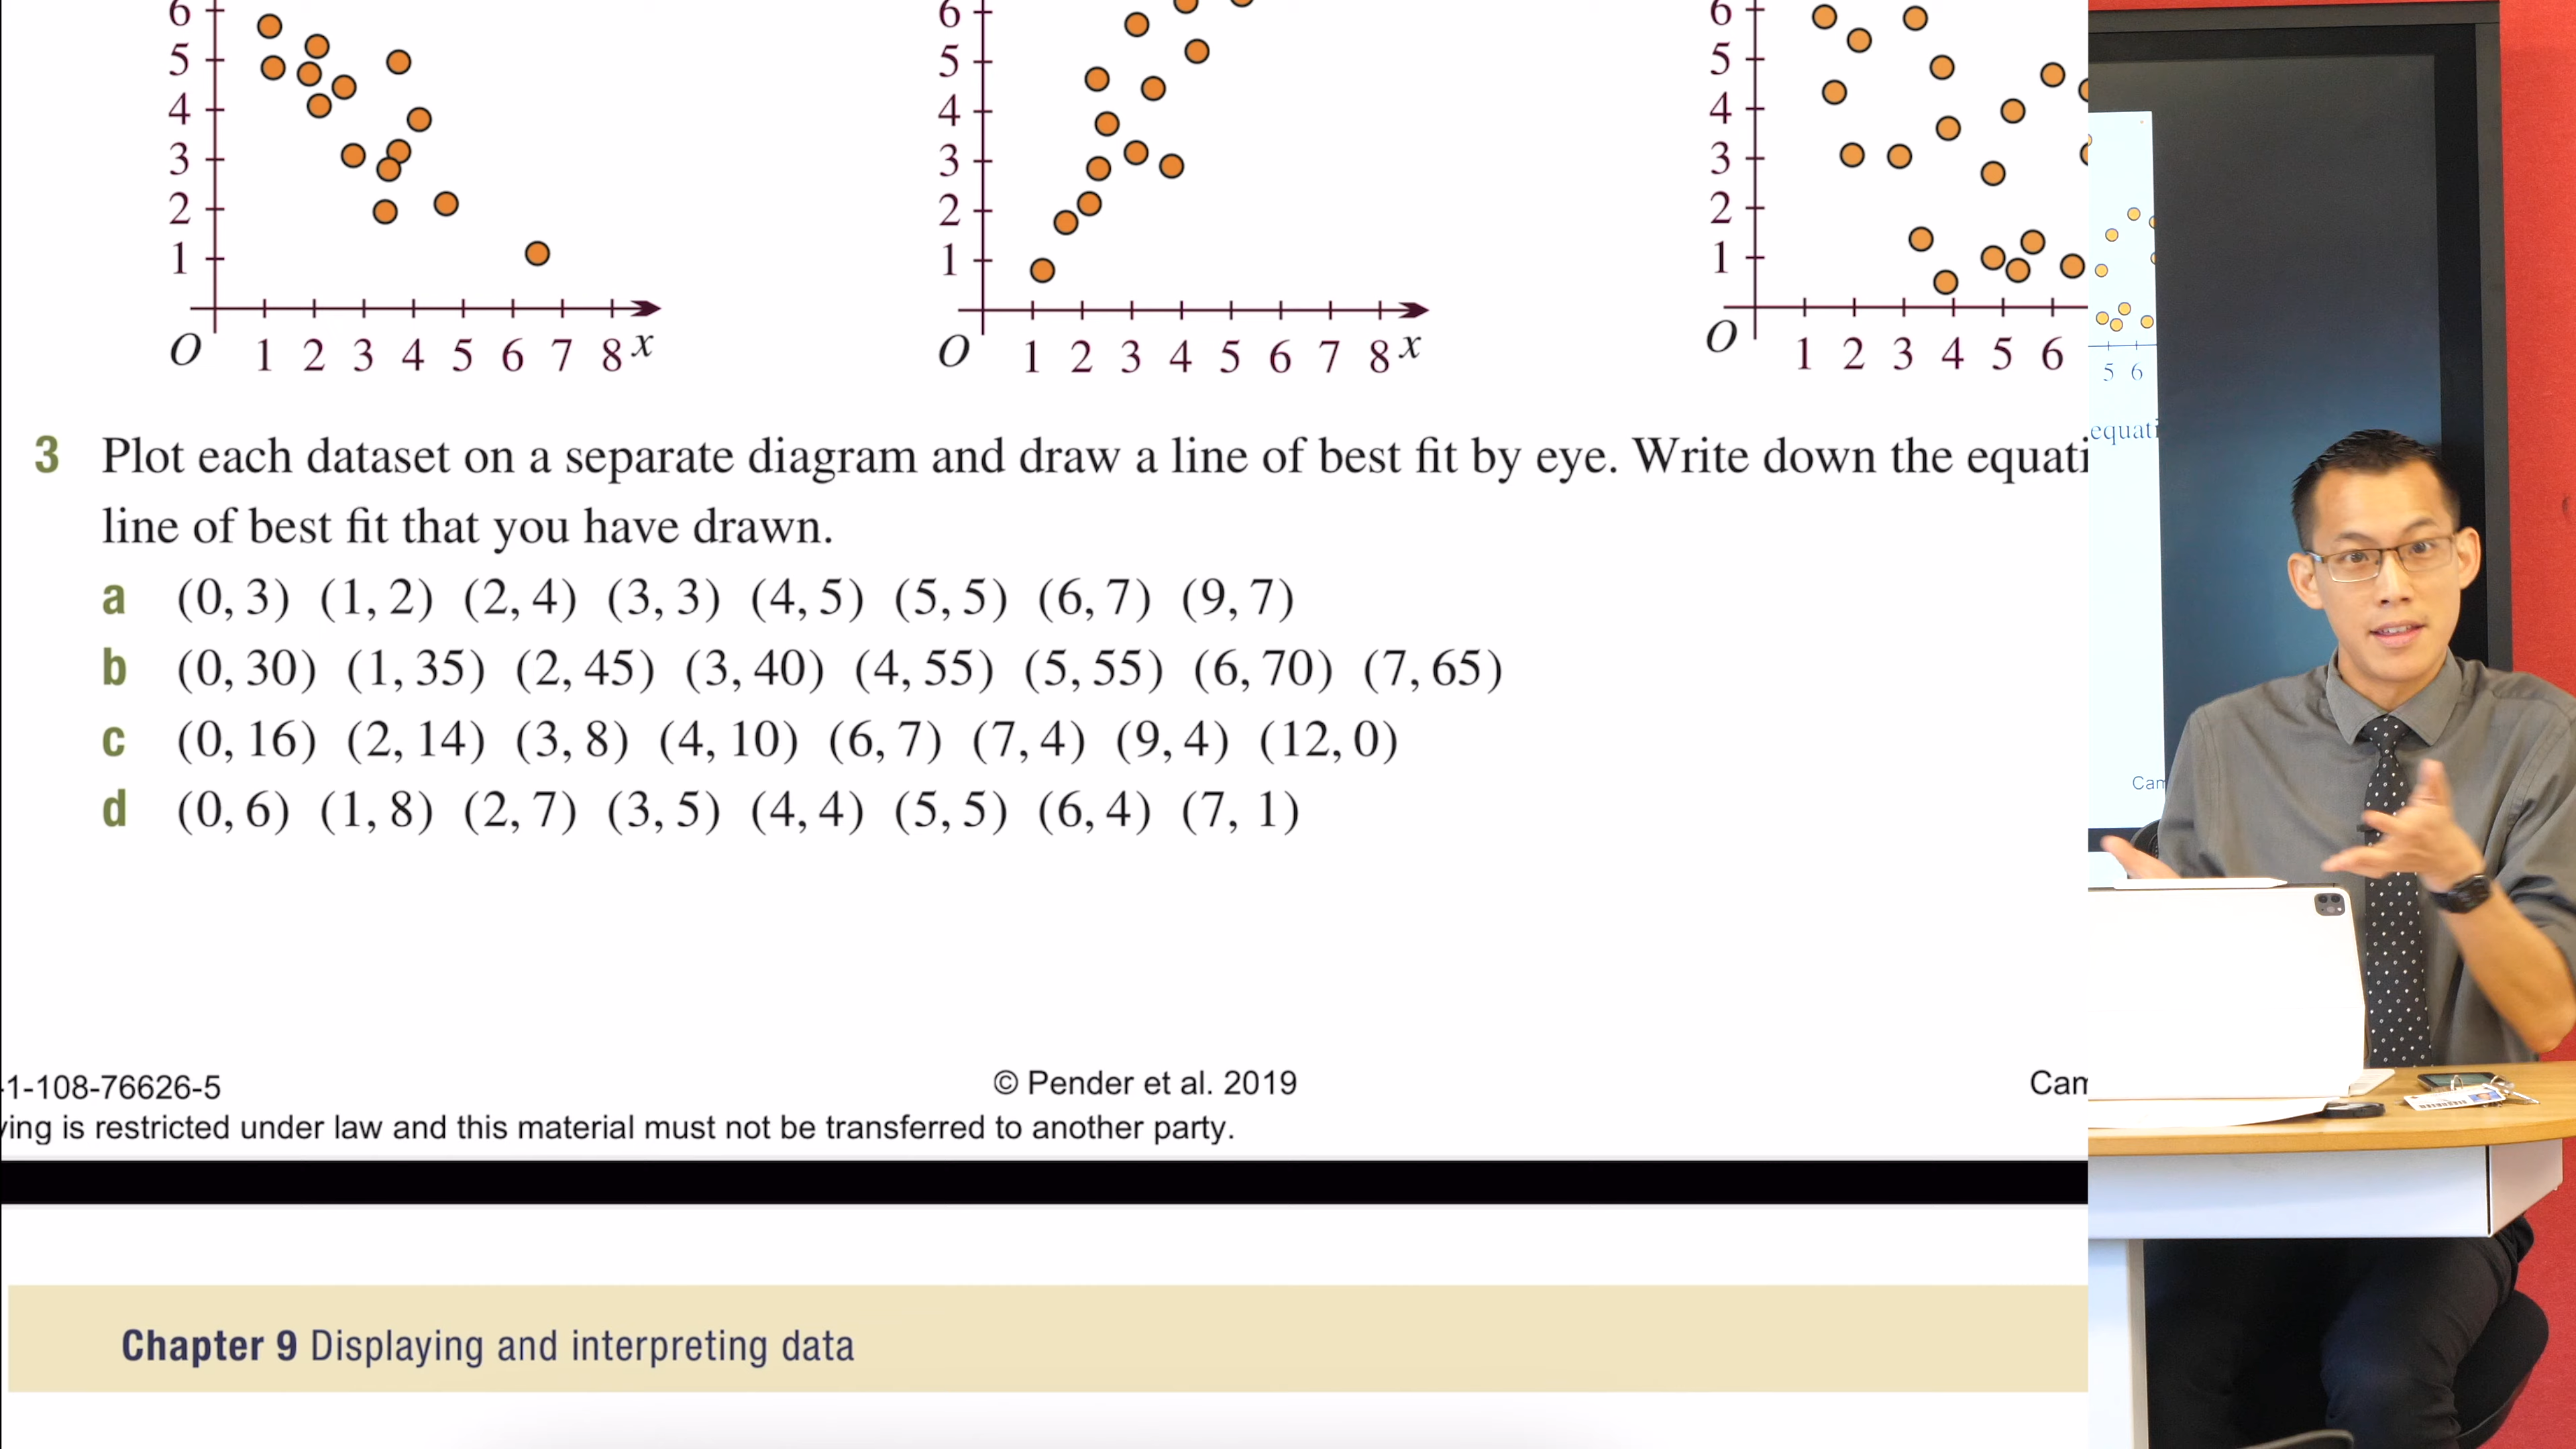 6 6 6
5 5 5
4 4 4
3 3 3
2 2 2
1 1 1
O 1 2 3 4 5 6 7 8 x O 1 2 3 4 5 6 7 8 x O 1 2 3 4 5 6
5 6
3 Plot each dataset on a separate diagram and draw a line of best fit by eye. Write down the equati
equati
line of best fit that you have drawn.
a (0, 3) (1, 2) (2, 4) (3, 3) (4, 5) (5, 5) (6, 7) (9, 7)
b (0, 30) (1, 35) (2, 45) (3, 40) (4, 55) (5, 55) (6, 70) (7, 65)
c (0, 16) (2, 14) (3, 8) (4, 10) (6, 7) (7, 4) (9, 4) (12, 0)
d (0, 6) (1, 8) (2, 7) (3, 5) (4, 4) (5, 5) (6, 4) (7, 1)
Cam
-1-108-76626-5 © Pender et al. 2019 Cam
ying is restricted under law and this material must not be transferred to another party.
Chapter 9 Displaying and interpreting data